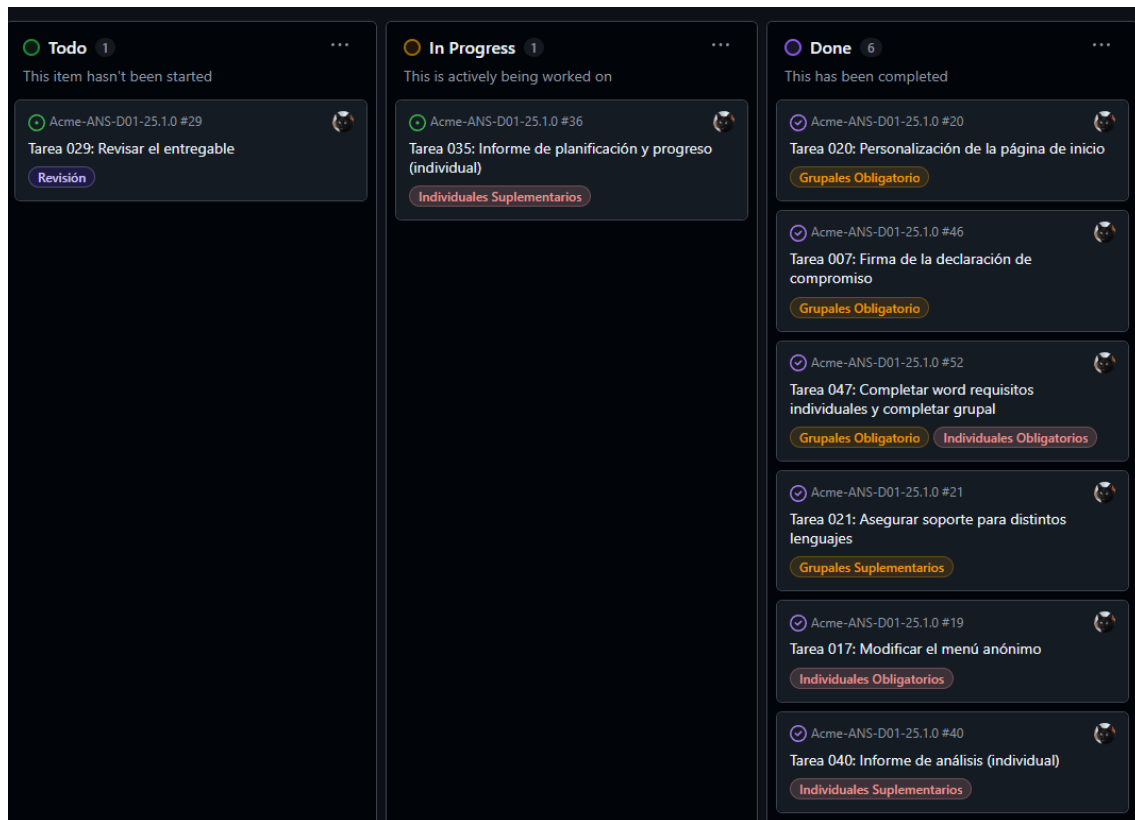 Todo 1
This item hasn't been started
Acme-ANS-D01-25.1.0 #29
Tarea 029: Revisar el entregable
Revisión
In Progress 1
This is actively being worked on
Acme-ANS-D01-25.1.0 #36
Tarea 035: Informe de planificación y progreso
(individual)
Individuales Suplementarios
Done 6
This has been completed
Acme-ANS-D01-25.1.0 #20
Tarea 020: Personalización de la página de inicio
Grupales Obligatorio
Acme-ANS-D01-25.1.0 #46
Tarea 007: Firma de la declaración de
compromiso
Grupales Obligatorio
Acme-ANS-D01-25.1.0 #52
Tarea 047: Completar word requisitos
individuales y completar grupal
Grupales Obligatorio Individuales Obligatorios
Acme-ANS-D01-25.1.0 #21
Tarea 021: Asegurar soporte para distintos
lenguajes
Grupales Suplementarios
Acme-ANS-D01-25.1.0 #19
Tarea 017: Modificar el menú anónimo
Individuales Obligatorios
Acme-ANS-D01-25.1.0 #40
Tarea 040: Informe de análisis (individual)
Individuales Suplementarios